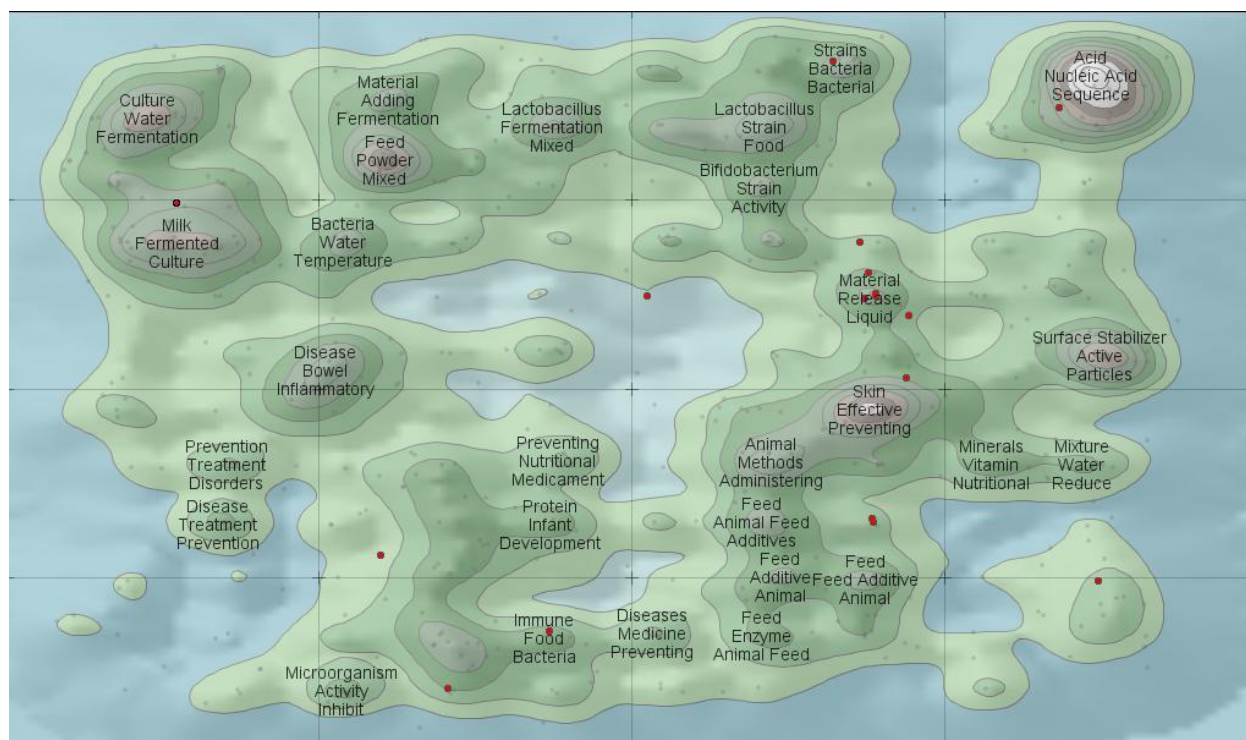 Strains
Bacteria
Bacterial
Acid
Nucleic Acid
Sequence
Culture
Water
Fermentation
Material
Adding
Fermentation
Lactobacillus
Fermentation
Mixed
Lactobacillus
Strain
Food
Feed
Powder
Mixed
Bifidobacterium
Strain
Activity
Milk
Fermented
Culture
Bacteria
Water
Temperature
Material
Release
Liquid
Surface Stabilizer
Active
Particles
Disease
Bowel
Inflammatory
Skin
Effective
Preventing
Prevention
Treatment
Disorders
Preventing
Nutritional
Medicament
Animal
Methods
Administering
Minerals
Vitamin
Nutritional
Mixture
Water
Reduce
Disease
Treatment
Prevention
Protein
Infant
Development
Feed
Animal Feed
Additives
Feed
Additive
Animal
Feed
Feed Additive
Animal
Immune
Food
Bacteria
Diseases
Medicine
Preventing
Feed
Enzyme
Animal Feed
Microorganism
Activity
Inhibit